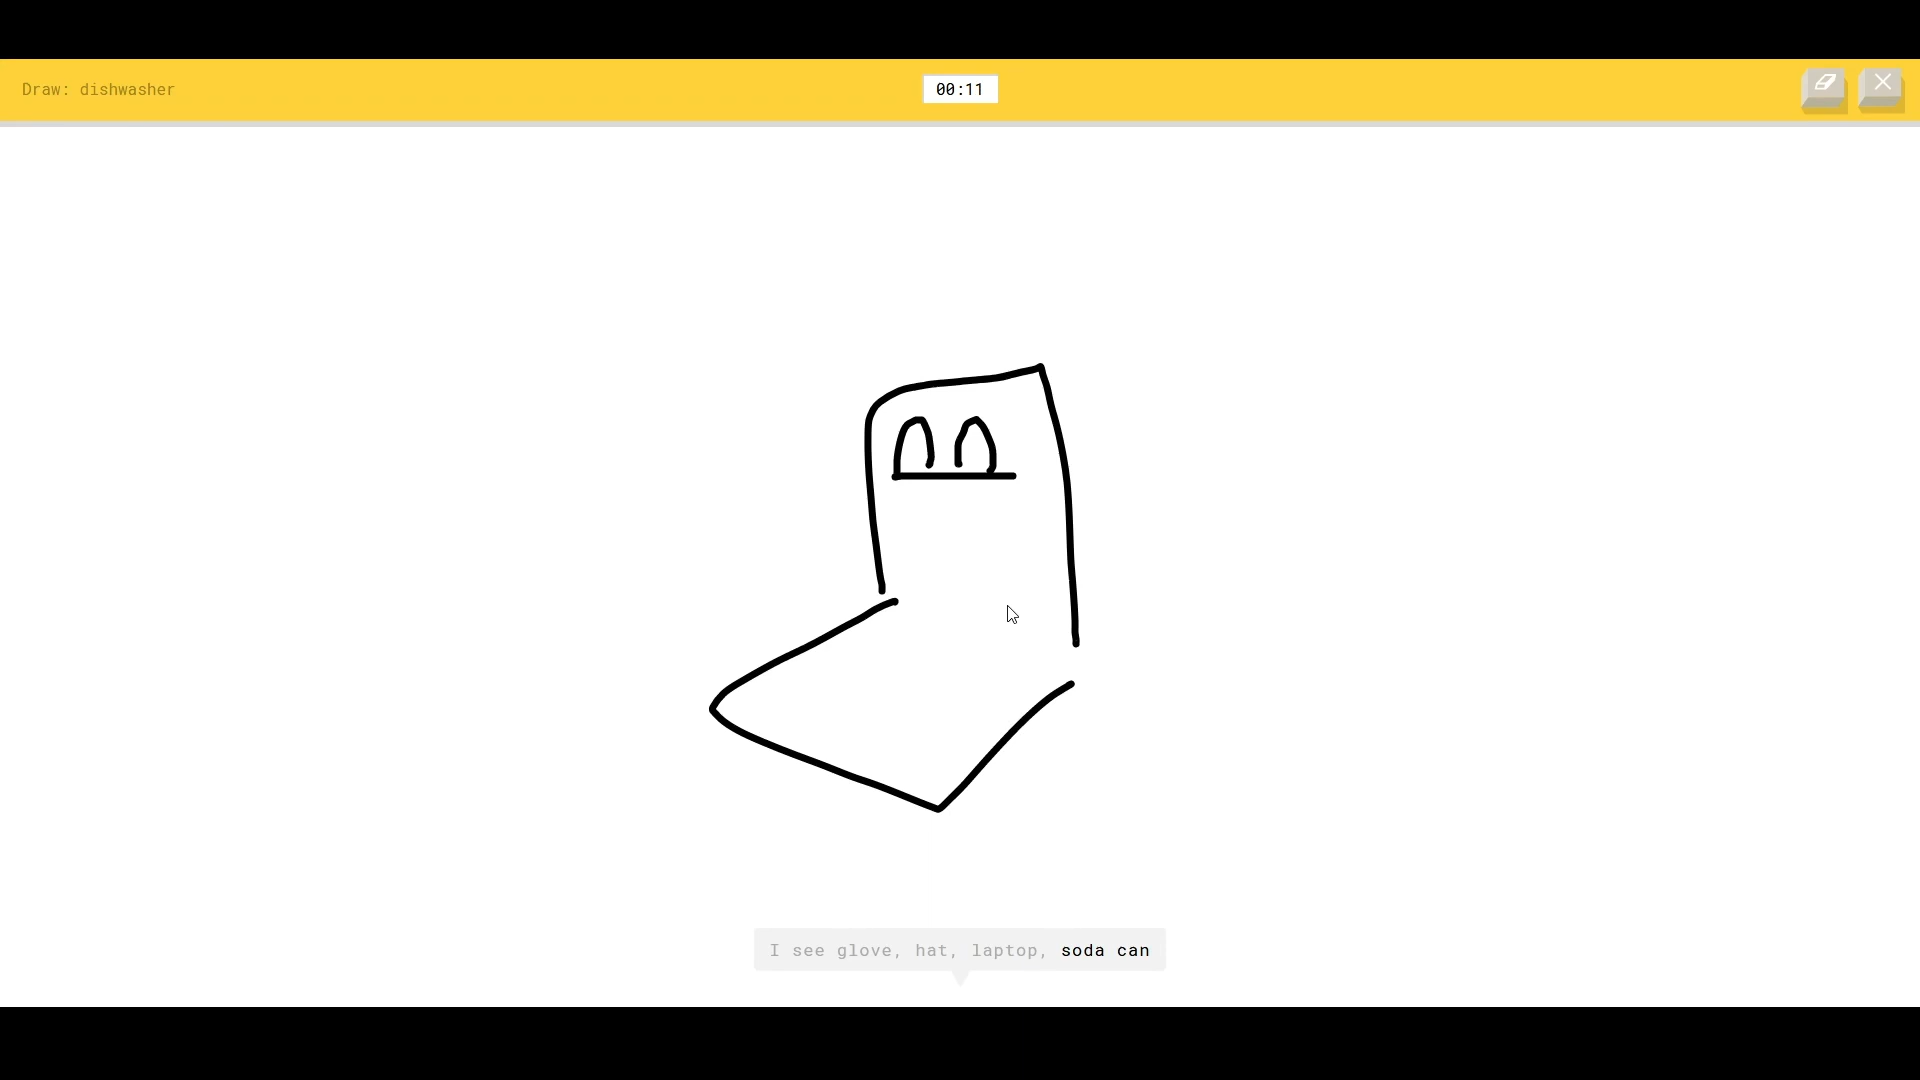 Draw: dishwasher
00:11
I see glove, hat, laptop, soda can